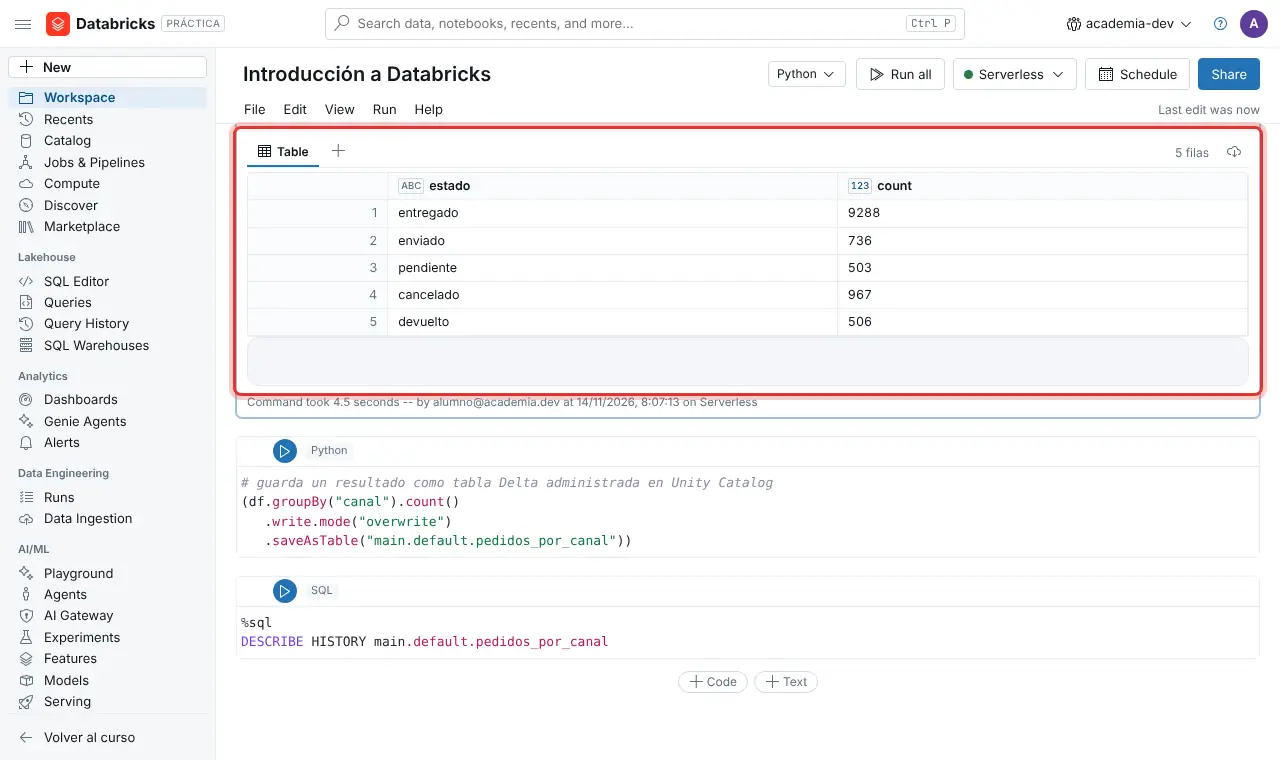 Databricks PRÁCTICA
Search data, notebooks, recents, and more... Ctrl P
academia-dev
A
New
Workspace
Recents
Catalog
Jobs & Pipelines
Compute
Discover
Marketplace
Lakehouse
SQL Editor
Queries
Query History
SQL Warehouses
Analytics
Dashboards
Genie Agents
Alerts
Data Engineering
Runs
Data Ingestion
AI/ML
Playground
Agents
AI Gateway
Experiments
Features
Models
Serving
Volver al curso
Introducción a Databricks
Python
Run all
Serverless
Schedule
Share
File Edit View Run Help
Last edit was now
Table
5 filas
ABC estado 123 count
1 entregado 9288
2 enviado 736
3 pendiente 503
4 cancelado 967
5 devuelto 506
Command took 4.5 seconds -- by alumno@academia.dev at 14/11/2026, 8:07:13 on Serverless
Python
# guarda un resultado como tabla Delta administrada en Unity Catalog
(df.groupBy("canal").count()
.write.mode("overwrite")
.saveAsTable("main.default.pedidos_por_canal"))
SQL
%sql
DESCRIBE HISTORY main.default.pedidos_por_canal
Code Text